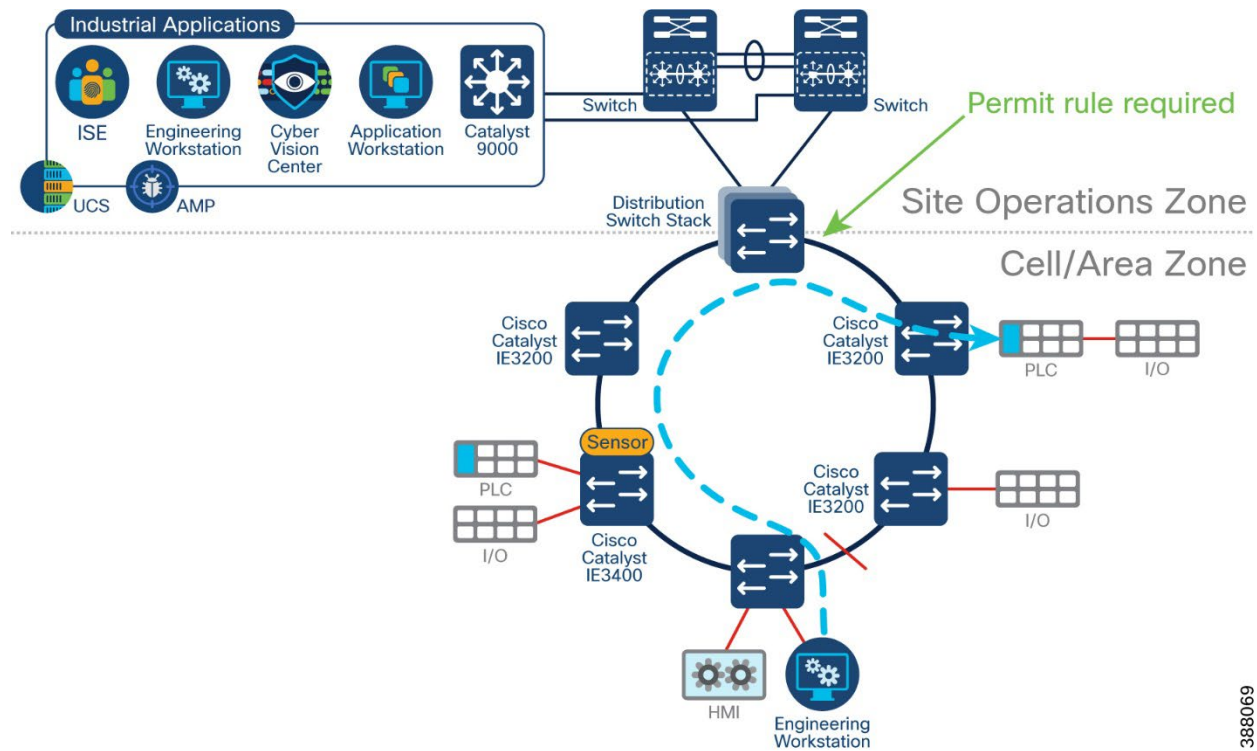 Industrial Applications
ISE
Engineering
Workstation
Cyber
Vision
Center
Application
Workstation
Catalyst
9000
UCS
AMP
Switch
Switch
Permit rule required
Distribution
Switch Stack
Site Operations Zone
Cell/Area Zone
Cisco
Catalyst
IE3200
Cisco
Catalyst
IE3200
PLC
I/O
Sensor
PLC
I/O
Cisco
Catalyst
IE3400
Cisco
Catalyst
IE3200
I/O
HMI
Engineering
Workstation
388069